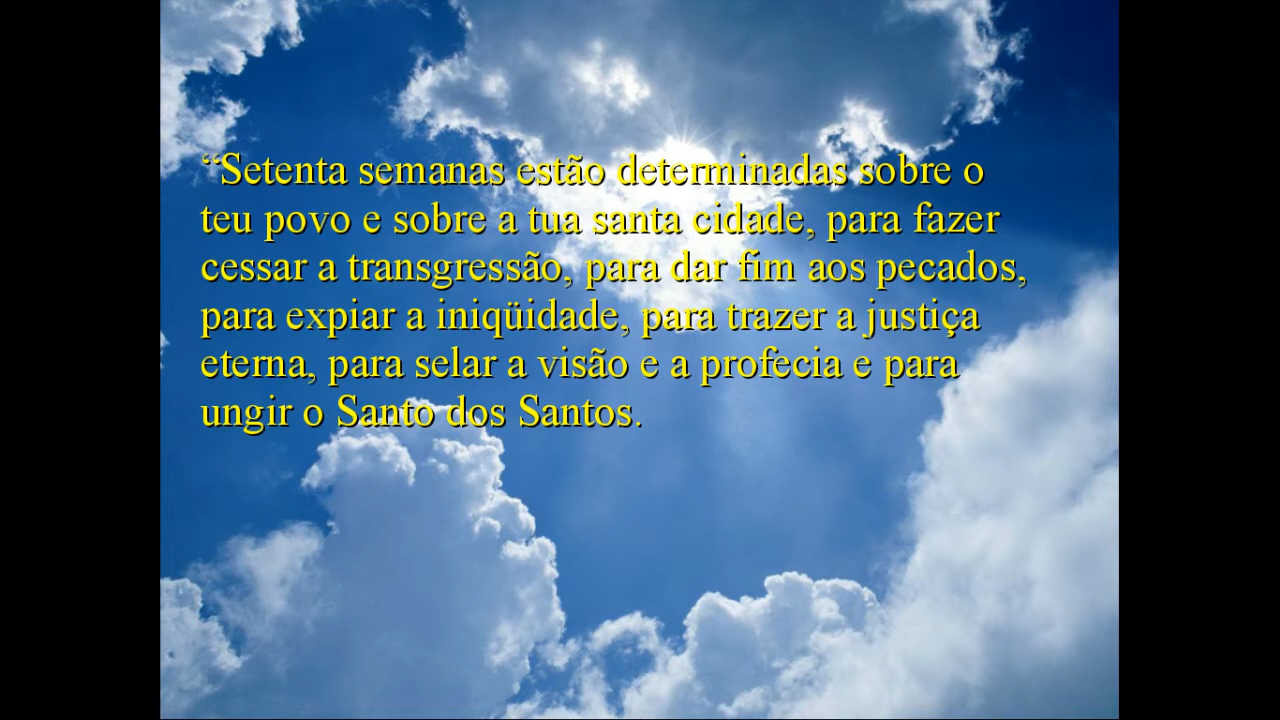 “Setenta semanas estão determinadas sobre o
teu povo e sobre a tua santa cidade, para fazer
cessar a transgressão, para dar fim aos pecados,
para expiar a iniqüidade, para trazer a justiça
eterna, para selar a visão e a profecia e para
ungir o Santo dos Santos.